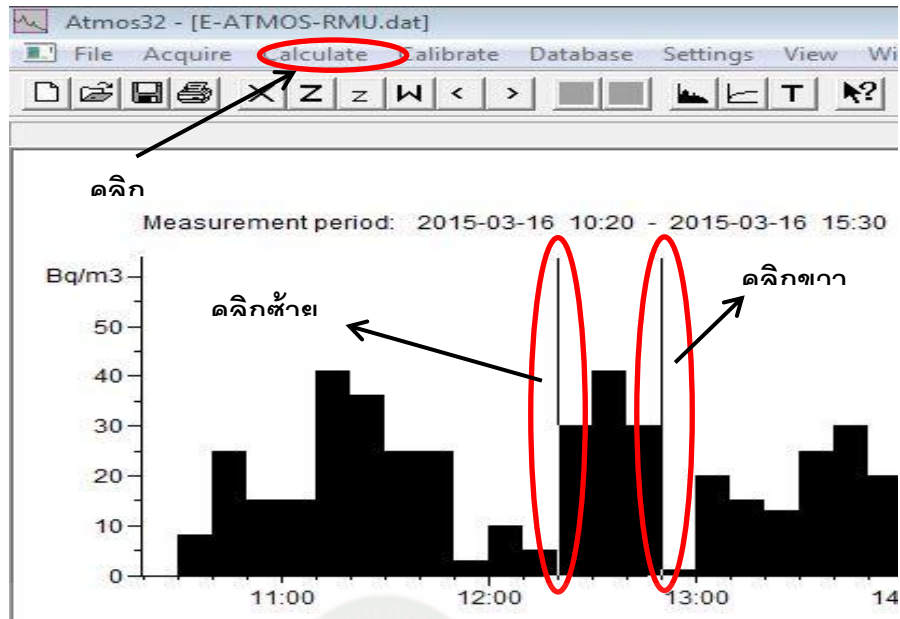 Atmos32 - [E-ATMOS-RMU.dat]
File Acquire Calculate Calibrate Database Settings View Wi
X Z z W < > T ?
คลิก
Measurement period: 2015-03-16 10:20 - 2015-03-16 15:30
Bq/m3
คลิกซ้าย
คลิกขวา
50
40
30
20
10
0
11:00 12:00 13:00 14